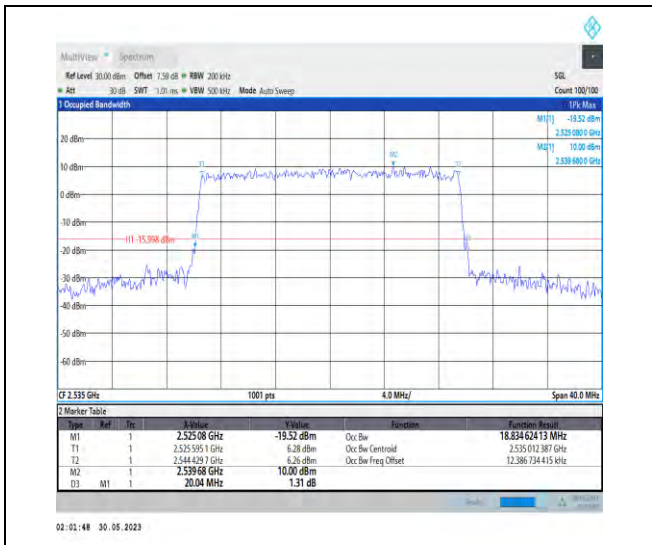 MultiView Spectrum
Ref Level 30.00 dBm Offset 7.59 dB RBW 200 kHz SGL
Att 30 dB SWT 1.01 ms VBW 500 kHz Mode Auto Sweep Count 100/100
1 Occupied Bandwidth 1Pk Max
M1[1] -19.52 dBm
2.525 080 0 GHz
20 dBm M2[1] 10.00 dBm
2.539 680 0 GHz
T1 M2 T2
10 dBm
0 dBm
-10 dBm
H1 -15.998 dBm M1
-20 dBm
-30 dBm
-40 dBm
-50 dBm
-60 dBm
CF 2.535 GHz 1001 pts 4.0 MHz/ Span 40.0 MHz
2 Marker Table
Type Ref Trc X-Value Y-Value Function Function Result
M1 1 2.525 08 GHz -19.52 dBm Occ Bw 18.834 624 13 MHz
T1 1 2.525 595 1 GHz 6.28 dBm Occ Bw Centroid 2.535 012 387 GHz
T2 1 2.544 429 7 GHz 6.26 dBm Occ Bw Freq Offset 12.386 734 415 kHz
M2 1 2.539 68 GHz 10.00 dBm
D3 M1 1 20.04 MHz 1.31 dB
02:01:48 30.05.2023